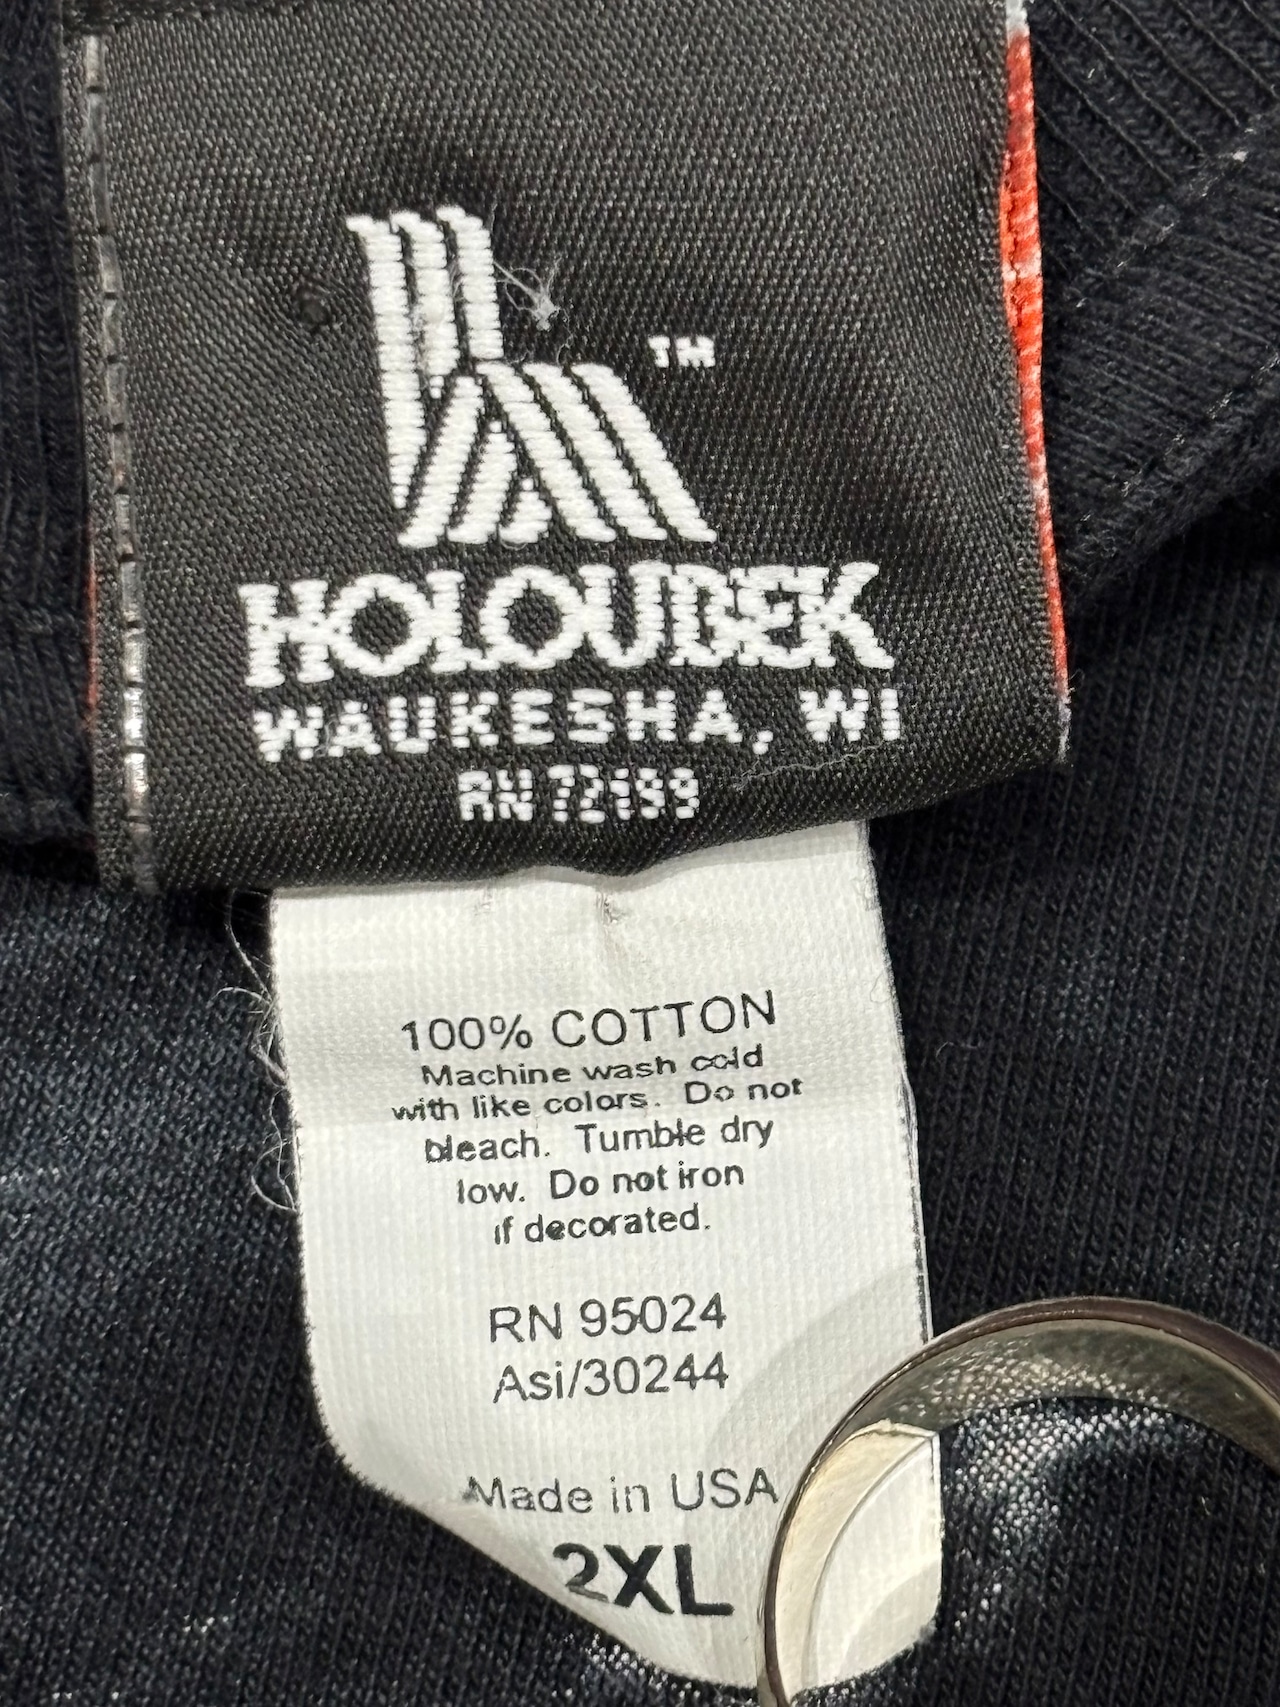 TM
HOLOUDEK
WAUKESHA, WI
RN 72199
100% COTTON
Machine wash cold
with like colors. Do not
bleach. Tumble dry
low. Do not iron
if decorated.
RN 95024
Asi/30244
Made in USA
2XL